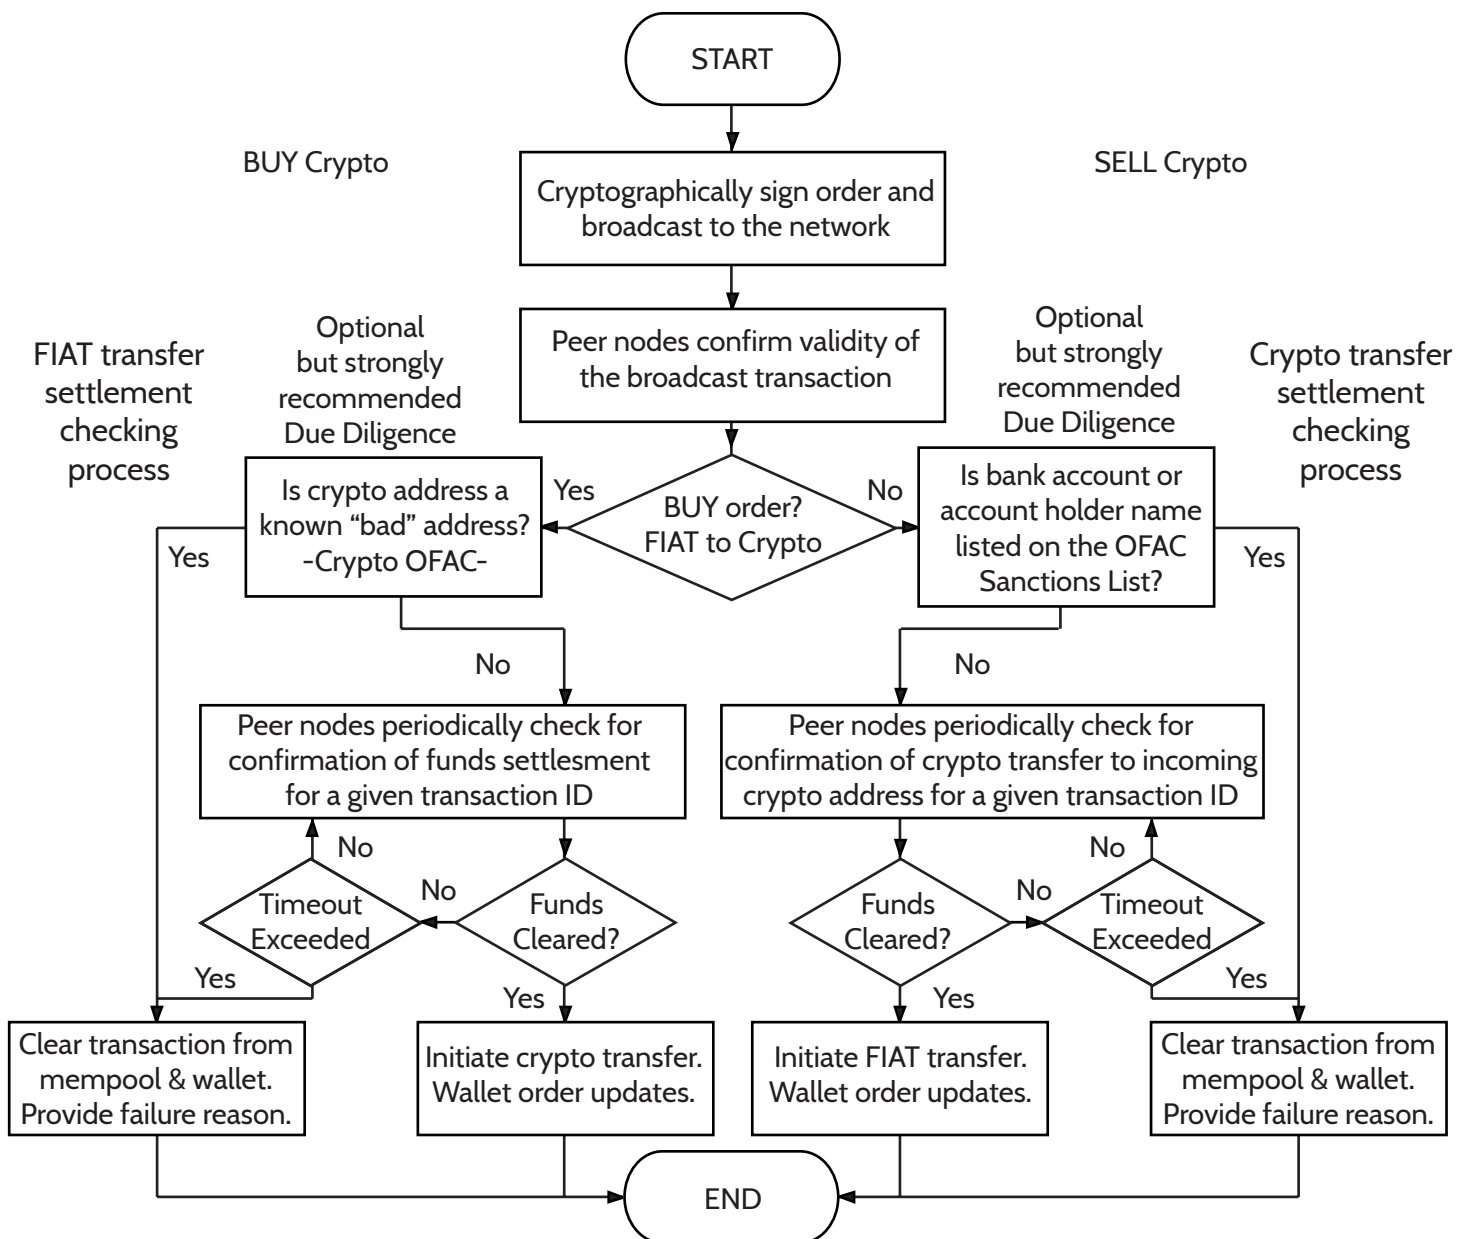 START
BUY Crypto
SELL Crypto
Cryptographically sign order and
broadcast to the network
FIAT transfer
settlement
checking
process
Optional
but strongly
recommended
Due Diligence
Peer nodes confirm validity of
the broadcast transaction
Optional
but strongly
recommended
Due Diligence
Crypto transfer
settlement
checking
process
Is crypto address a
known “bad” address?
-Crypto OFAC-
Yes
BUY order?
FIAT to Crypto
No
Is bank account or
account holder name
listed on the OFAC
Sanctions List?
Yes
Yes
No
No
Peer nodes periodically check for
confirmation of funds settlesment
for a given transaction ID
Peer nodes periodically check for
confirmation of crypto transfer to incoming
crypto address for a given transaction ID
No
No
Timeout
Exceeded
No
Funds
Cleared?
Funds
Cleared?
No
Timeout
Exceeded
Yes
Yes
Yes
Yes
Clear transaction from
mempool & wallet.
Provide failure reason.
Initiate crypto transfer.
Wallet order updates.
Initiate FIAT transfer.
Wallet order updates.
Clear transaction from
mempool & wallet.
Provide failure reason.
END